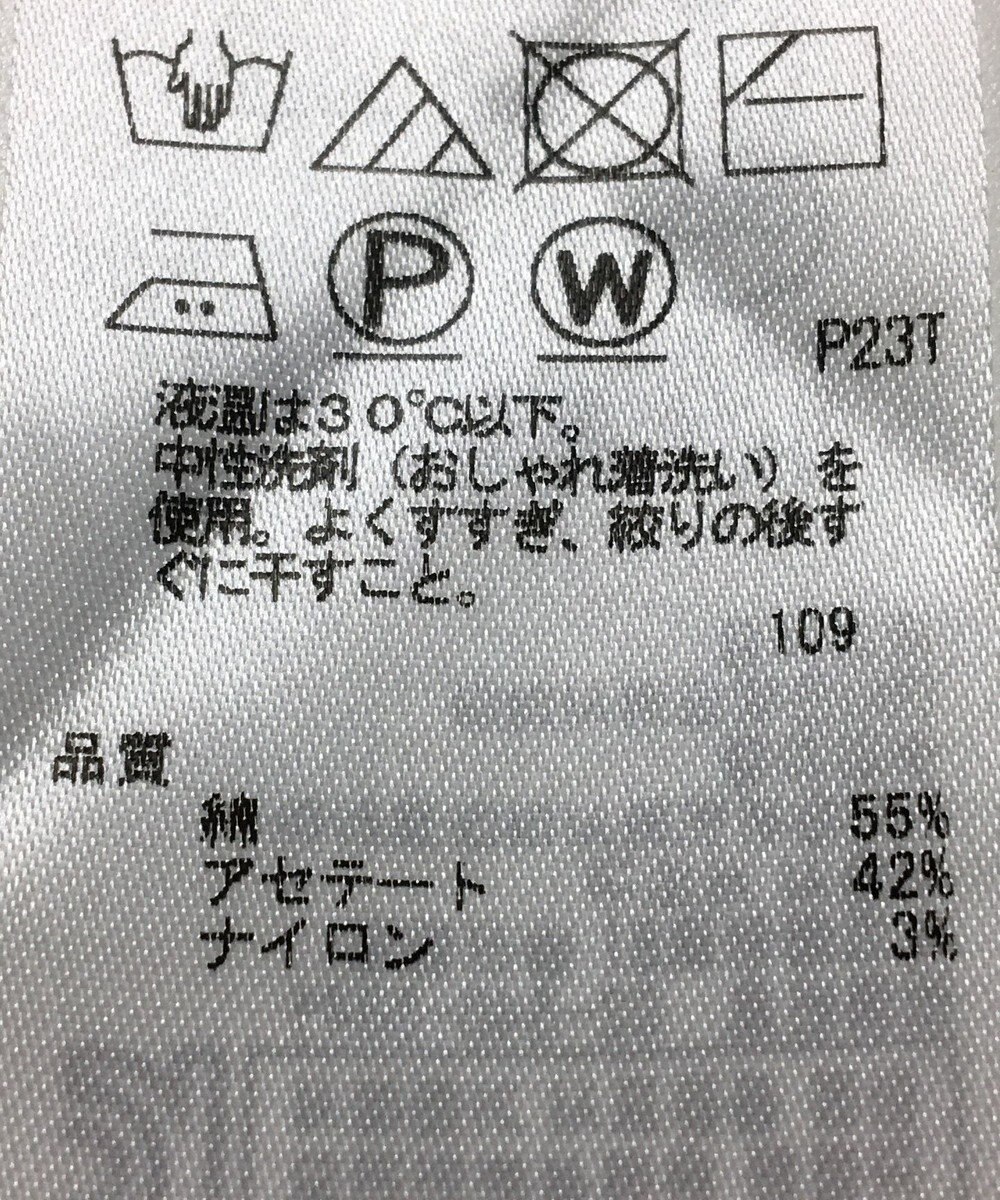 P
W
P23T
液温は30℃以下。
中性洗剤(おしゃれ着洗い)を
使用。よくすすぎ、絞りの後す
ぐに干すこと。
109
品質
綿 55%
アセテート 42%
ナイロン 3%